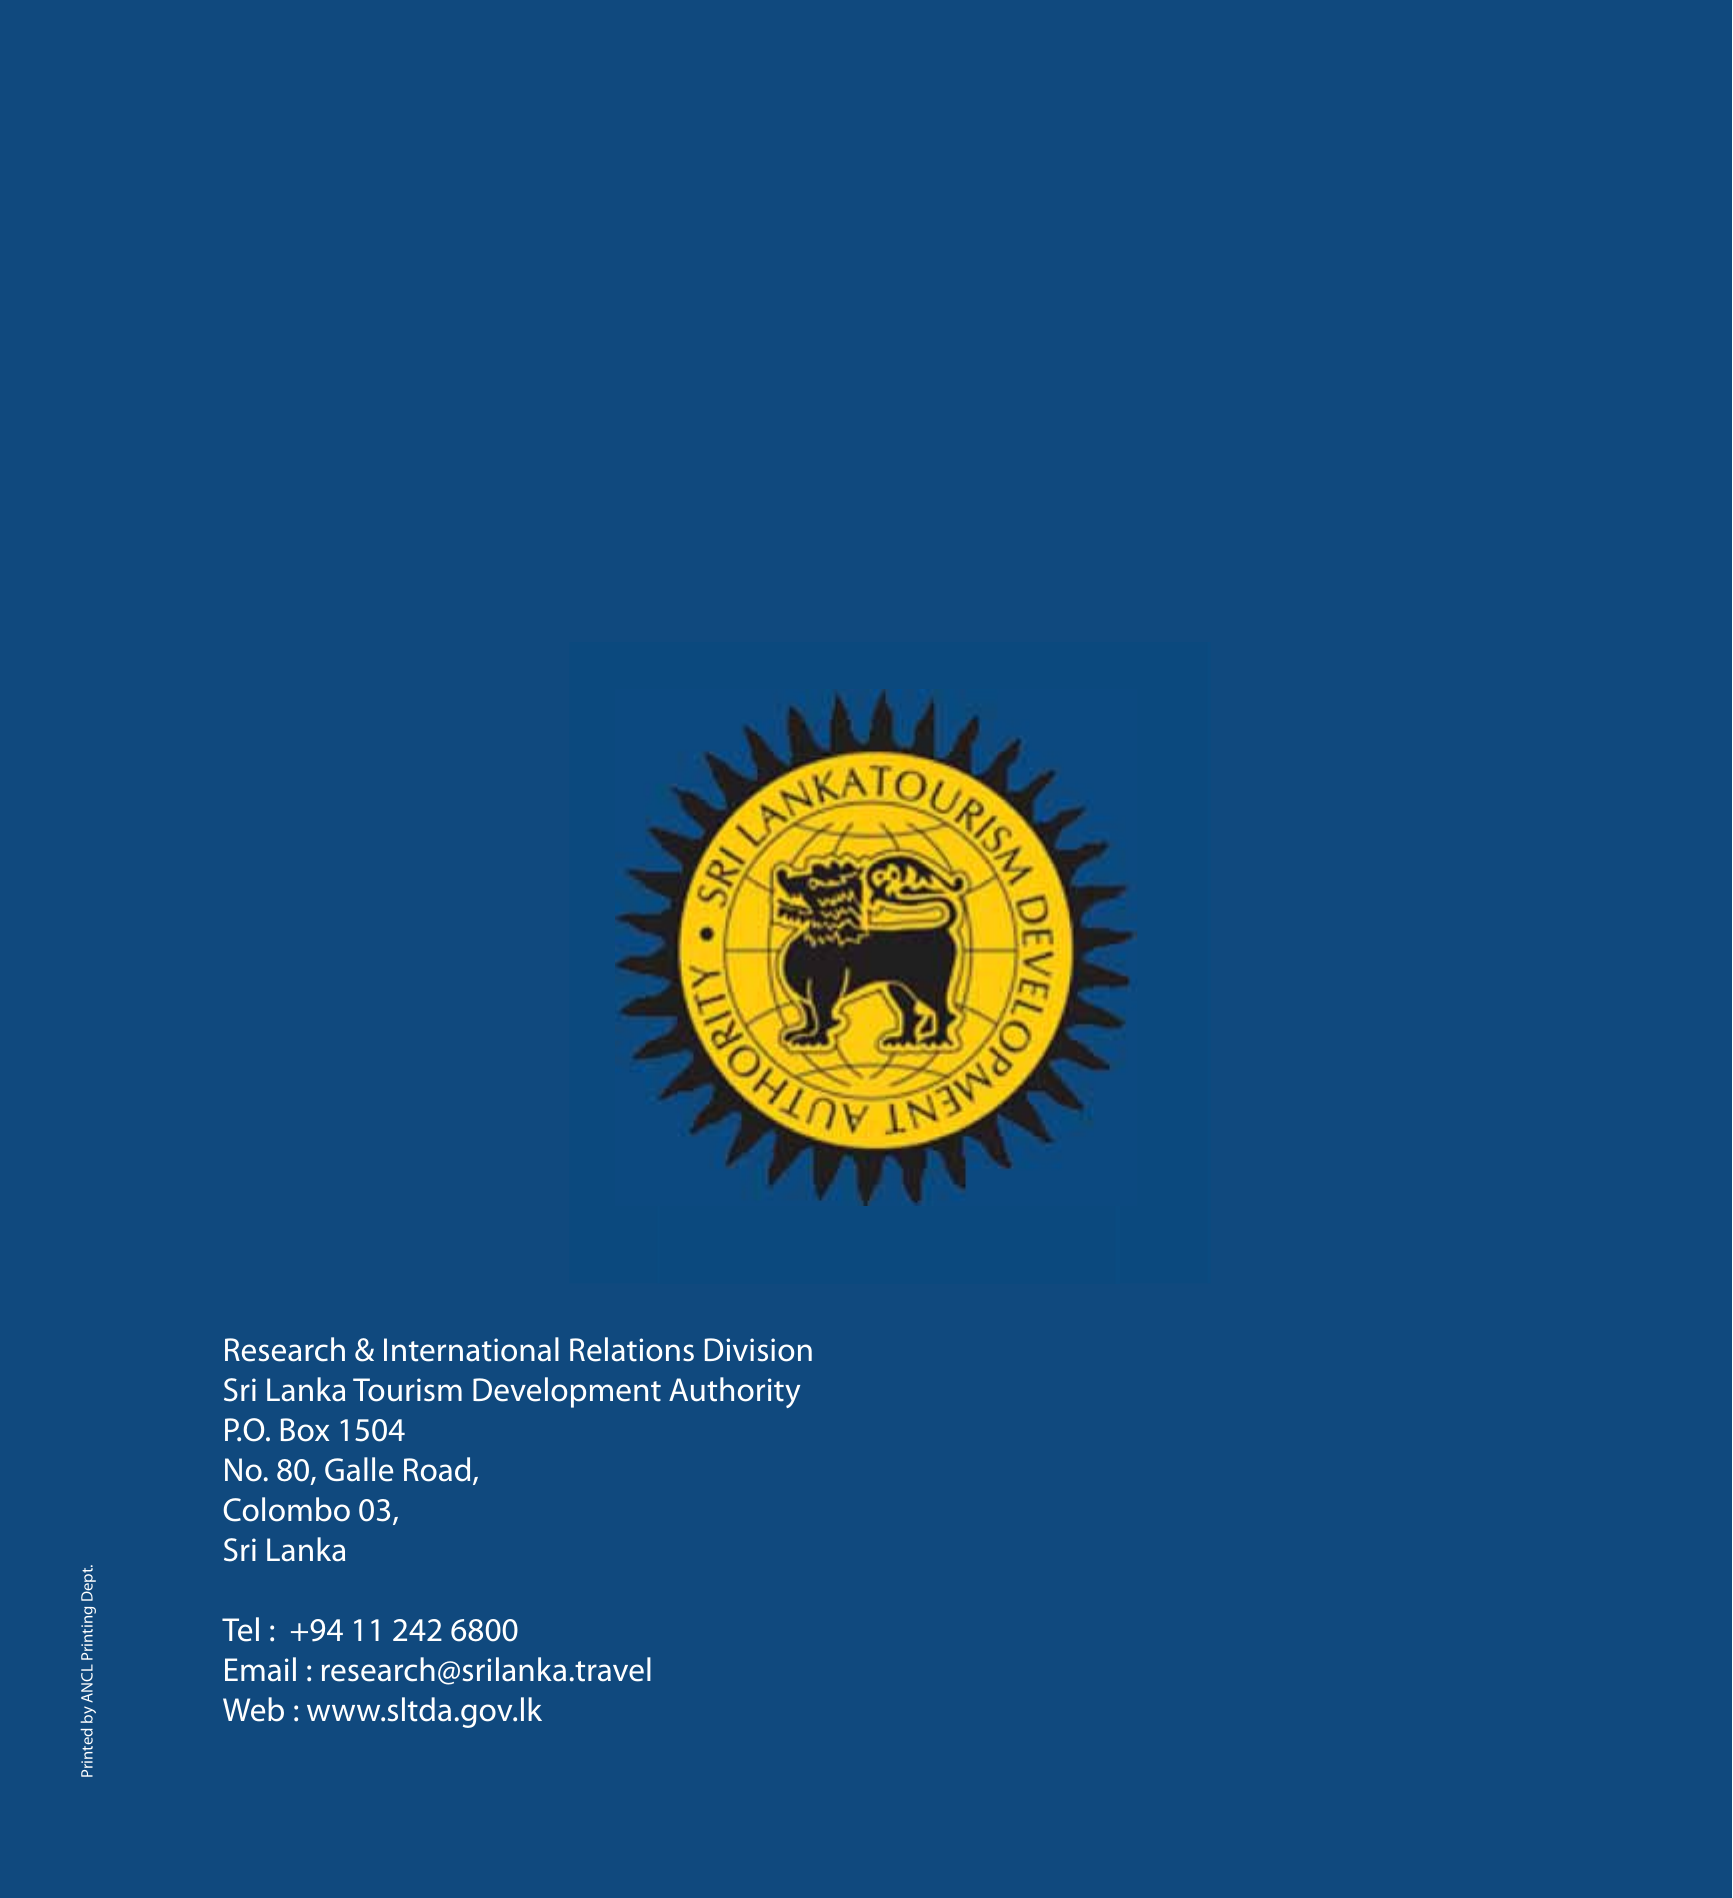 SRI LANKA TOURISM DEVELOPMENT AUTHORITY •
Research & International Relations Division
Sri Lanka Tourism Development Authority
P.O. Box 1504
No. 80, Galle Road,
Colombo 03,
Sri Lanka
Tel :  +94 11 242 6800
Email : research@srilanka.travel
Web : www.sltda.gov.lk
Printed by ANCL Printing Dept.